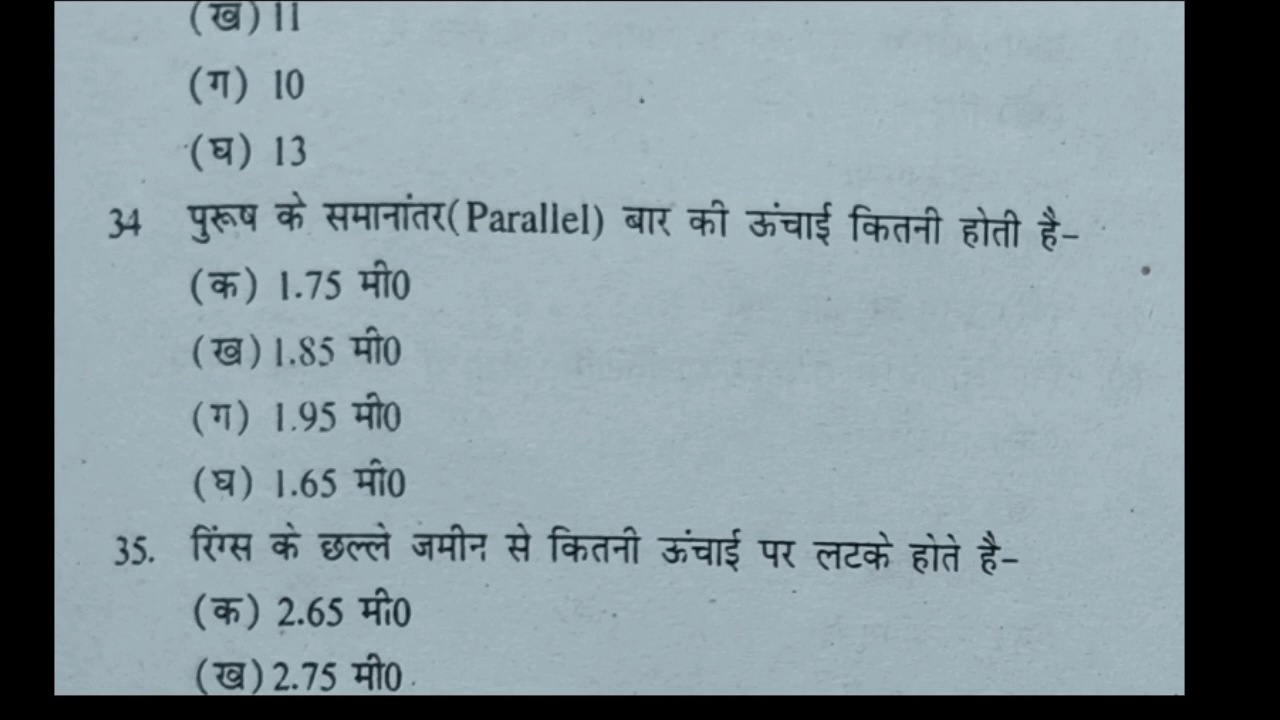 (ख) 11
(ग) 10
(घ) 13
34 पुरूष के समानांतर(Parallel) बार की ऊंचाई कितनी होती है-
(क) 1.75 मी0
(ख) 1.85 मी0
(ग) 1.95 मी0
(घ) 1.65 मी0
35. रिंग्स के छल्ले जमीन से कितनी ऊंचाई पर लटके होते है-
(क) 2.65 मी0
(ख) 2.75 मी0